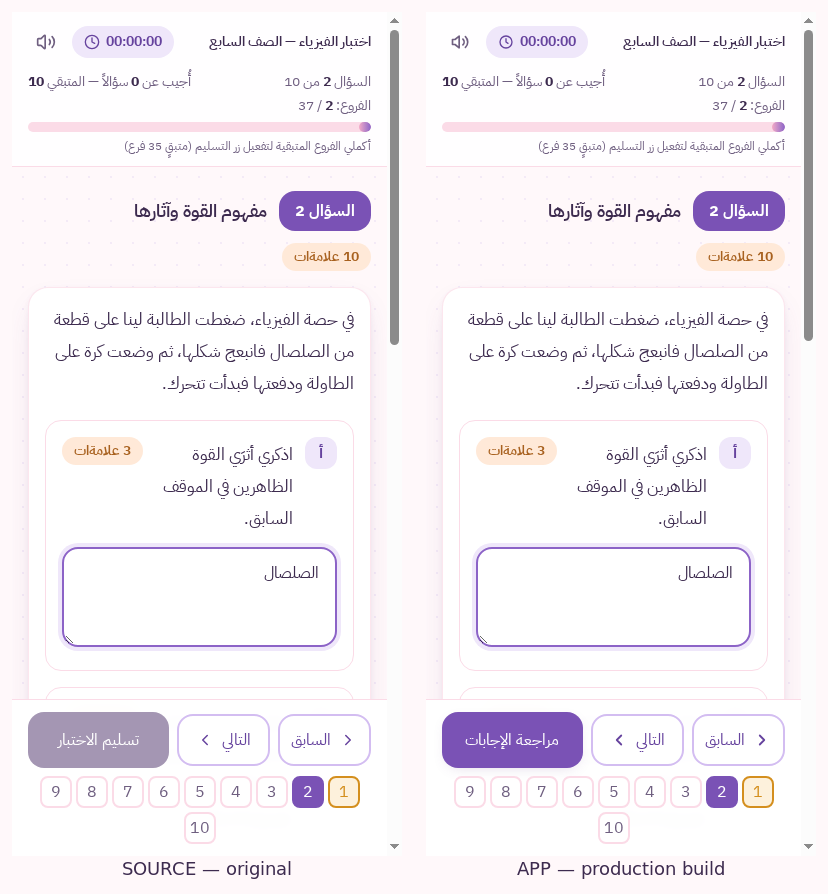 اختبار الفيزياء — الصف السابع
00:00:00
السؤال 2 من 10
أُجيب عن 0 سؤالاً — المتبقي 10
الفروع: 2 / 37
أكملي الفروع المتبقية لتفعيل زر التسليم (متبقٍ 35 فرع)
السؤال 2
مفهوم القوة وآثارها
10 علامةات
في حصة الفيزياء، ضغطت الطالبة لينا على قطعة
من الصلصال فانبعج شكلها، ثم وضعت كرة على
الطاولة ودفعتها فبدأت تتحرك.
أ
اذكري أثرَي القوة
الظاهرين في الموقف
السابق.
3 علامةات
الصلصال
السابق
التالي
تسليم الاختبار
1 2 3 4 5 6 7 8 9
10
SOURCE — original
اختبار الفيزياء — الصف السابع
00:00:00
السؤال 2 من 10
أُجيب عن 0 سؤالاً — المتبقي 10
الفروع: 2 / 37
أكملي الفروع المتبقية لتفعيل زر التسليم (متبقٍ 35 فرع)
السؤال 2
مفهوم القوة وآثارها
10 علامةات
في حصة الفيزياء، ضغطت الطالبة لينا على قطعة
من الصلصال فانبعج شكلها، ثم وضعت كرة على
الطاولة ودفعتها فبدأت تتحرك.
أ
اذكري أثرَي القوة
الظاهرين في الموقف
السابق.
3 علامةات
الصلصال
السابق
التالي
مراجعة الإجابات
1 2 3 4 5 6 7 8 9
10
APP — production build